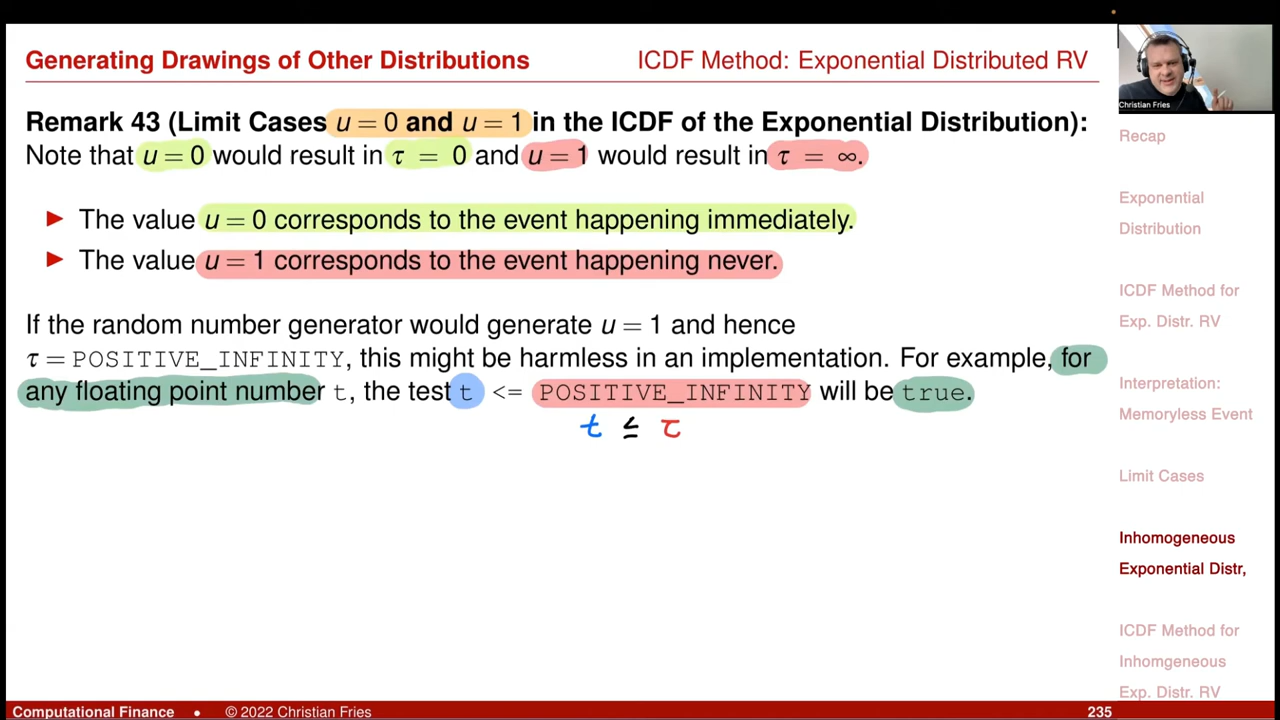 Generating Drawings of Other Distributions
ICDF Method: Exponential Distributed RV
Remark 43 (Limit Cases u = 0 and u = 1 in the ICDF of the Exponential Distribution):
Note that u = 0 would result in τ = 0 and u = 1 would result in τ = ∞.
► The value u = 0 corresponds to the event happening immediately.
► The value u = 1 corresponds to the event happening never.
If the random number generator would generate u = 1 and hence
τ = POSITIVE_INFINITY, this might be harmless in an implementation. For example, for
any floating point number t, the test t <= POSITIVE_INFINITY will be true.
t ≤ τ
Christian Fries
Recap
Exponential
Distribution
ICDF Method for
Exp. Distr. RV
Interpretation:
Memoryless Event
Limit Cases
Inhomogeneous
Exponential Distr,
ICDF Method for
Inhomgeneous
Exp. Distr. RV
Computational Finance • © 2022 Christian Fries
235